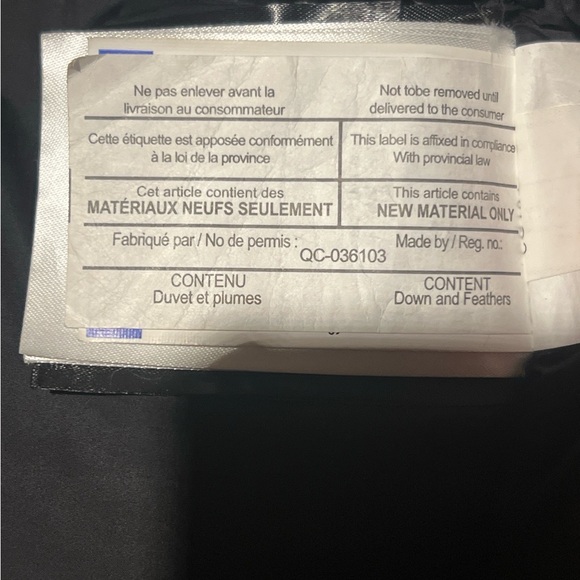 Ne pas enlever avant la
livraison au consommateur
Not tobe removed until
delivered to the consumer
Cette étiquette est apposée conformément
à la loi de la province
This label is affixed in compliance
With provincial law
Cet article contient des
MATÉRIAUX NEUFS SEULEMENT
This article contains
NEW MATERIAL ONLY
Fabriqué par / No de permis :
Made by / Reg. no.:
QC-036103
CONTENU
Duvet et plumes
CONTENT
Down and Feathers